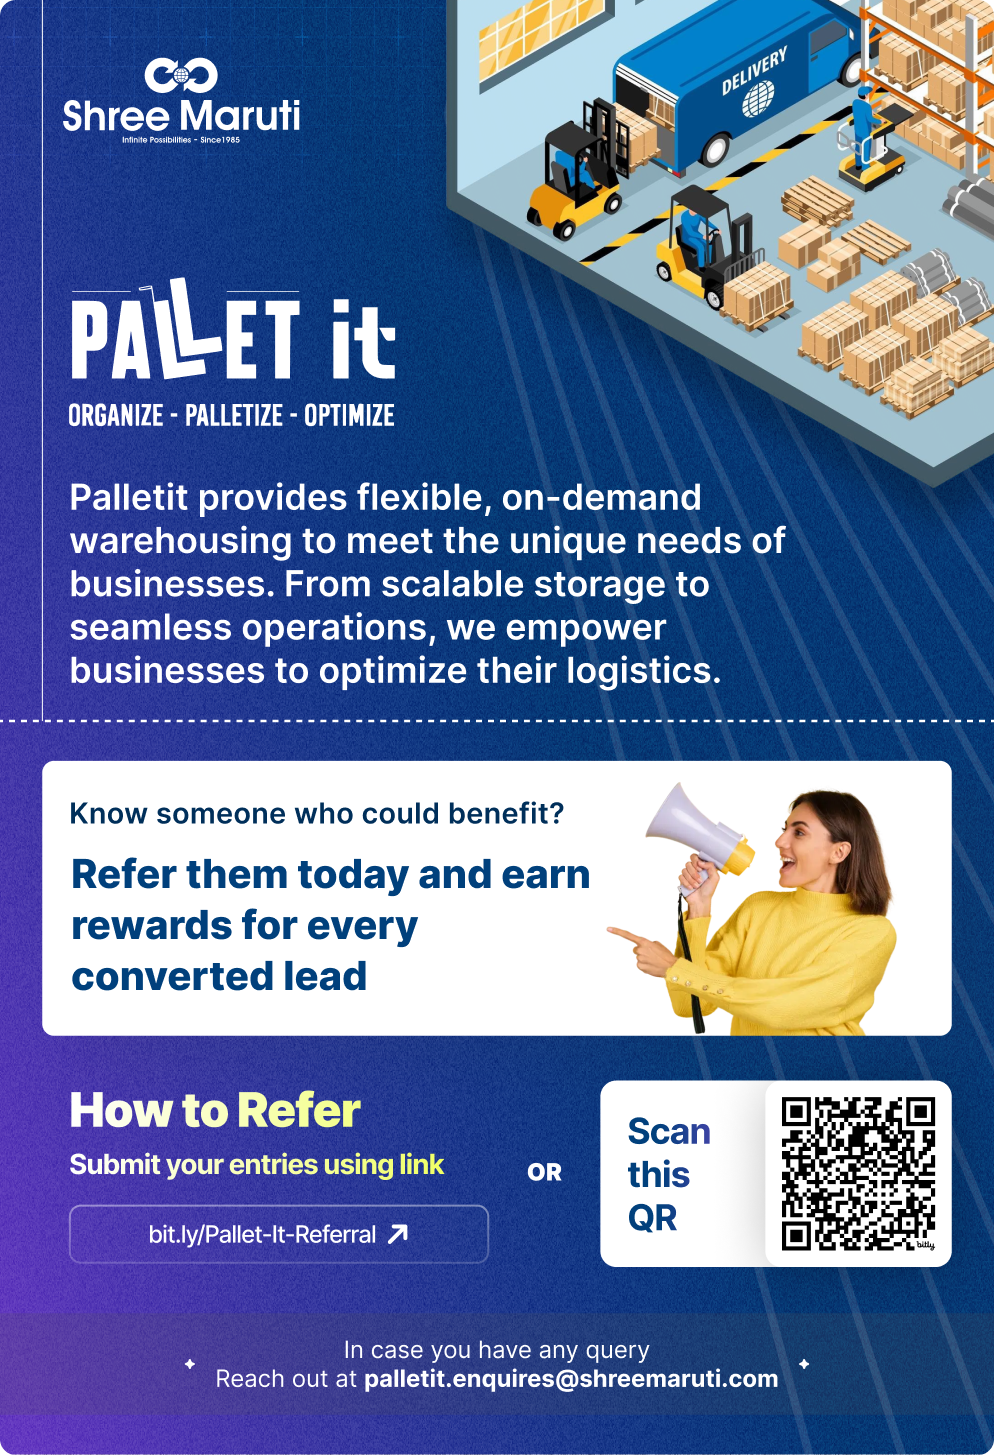 Shree Maruti
Infinite Possibilities - Since1985
DELIVERY
PALLET it
ORGANIZE - PALLETIZE - OPTIMIZE
Palletit provides flexible, on-demand
warehousing to meet the unique needs of
businesses. From scalable storage to
seamless operations, we empower
businesses to optimize their logistics.
Know someone who could benefit?
Refer them today and earn
rewards for every
converted lead
How to Refer
Submit your entries using link
bit.ly/Pallet-It-Referral
OR
Scan
this
QR
bitly
In case you have any query
Reach out at palletit.enquires@shreemaruti.com